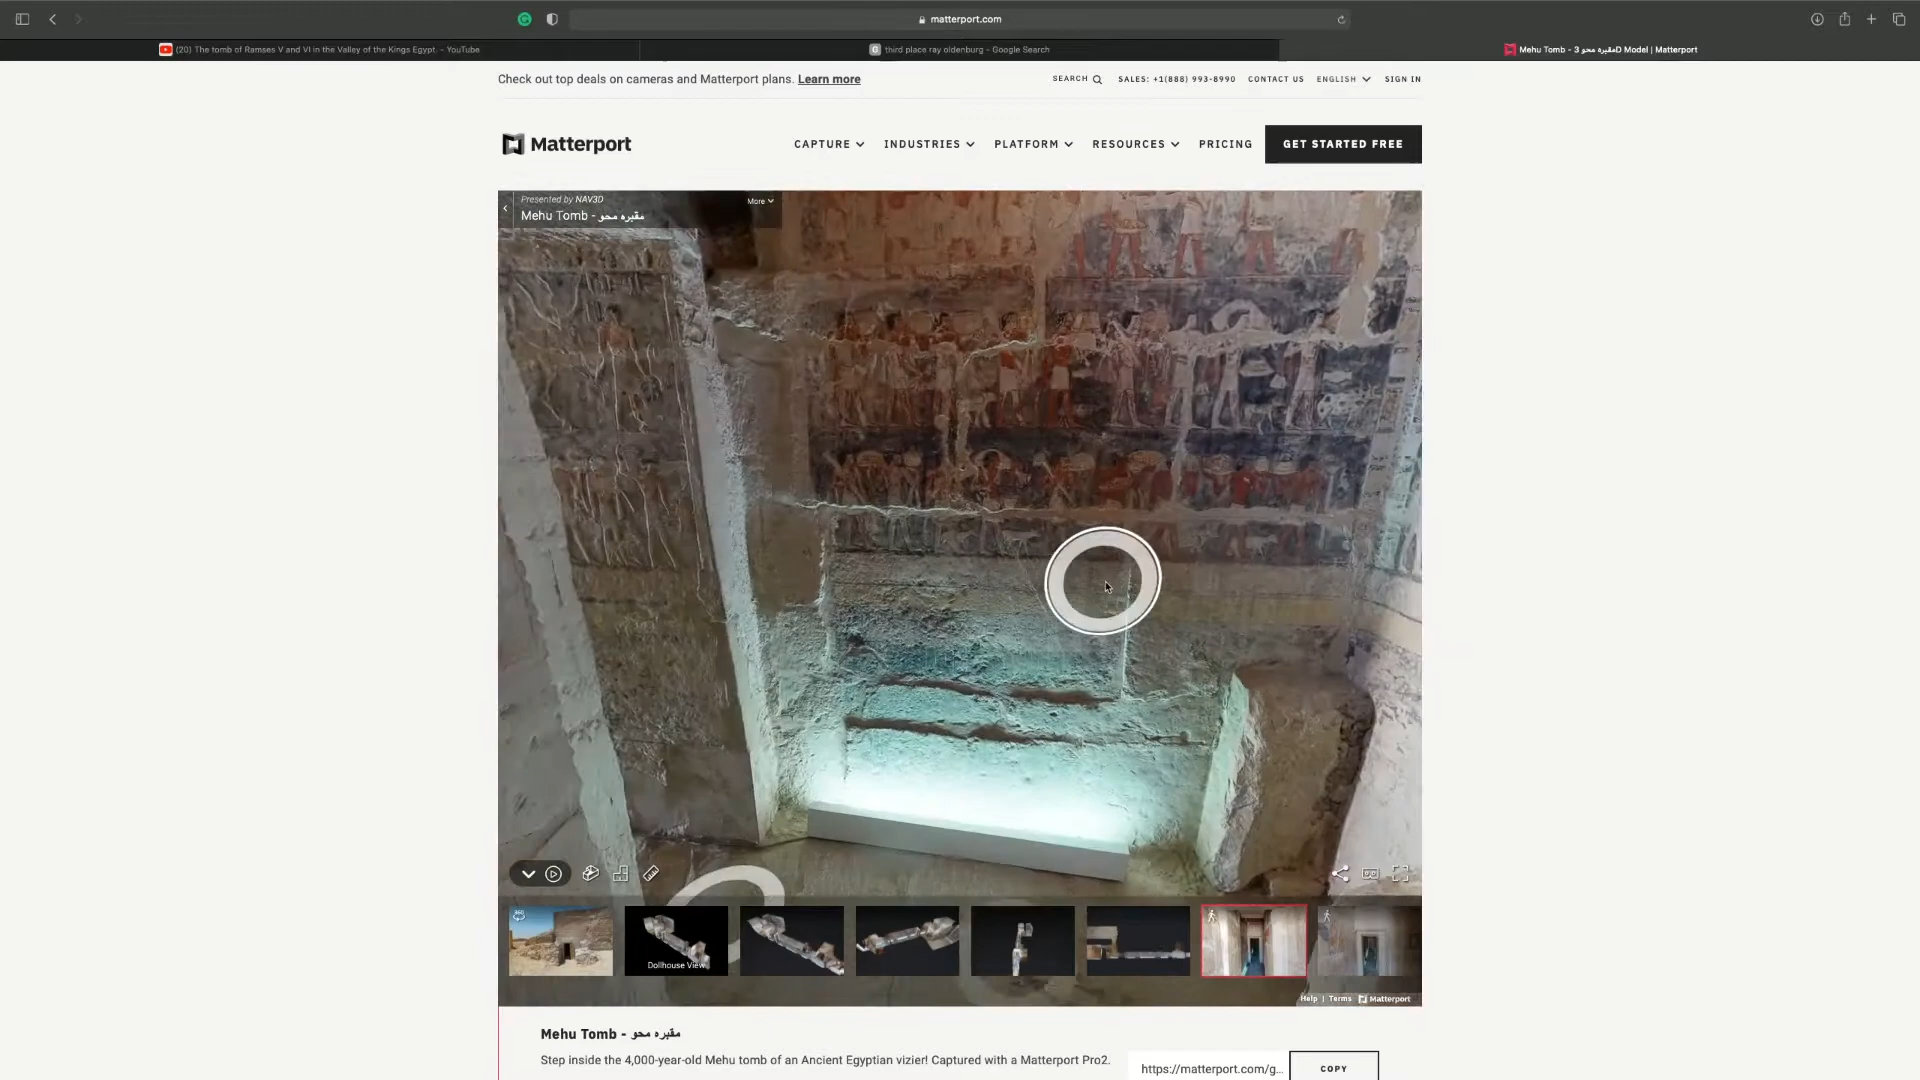 matterport.com
(20) The tomb of Ramses V and VI in the Valley of the Kings Egypt. - YouTube
third place ray oldenburg - Google Search
Mehu Tomb - مقبره محو 3D Model | Matterport
Check out top deals on cameras and Matterport plans. Learn more
SEARCH
SALES: +1(888) 993-8990
CONTACT US
ENGLISH
SIGN IN
Matterport
CAPTURE
INDUSTRIES
PLATFORM
RESOURCES
PRICING
GET STARTED FREE
Presented by NAV3D
Mehu Tomb - مقبره محو
More
360
Dollhouse View
Help | Terms
Matterport
Mehu Tomb - مقبره محو
Step inside the 4,000-year-old Mehu tomb of an Ancient Egyptian vizier! Captured with a Matterport Pro2.
https://matterport.com/g...
COPY